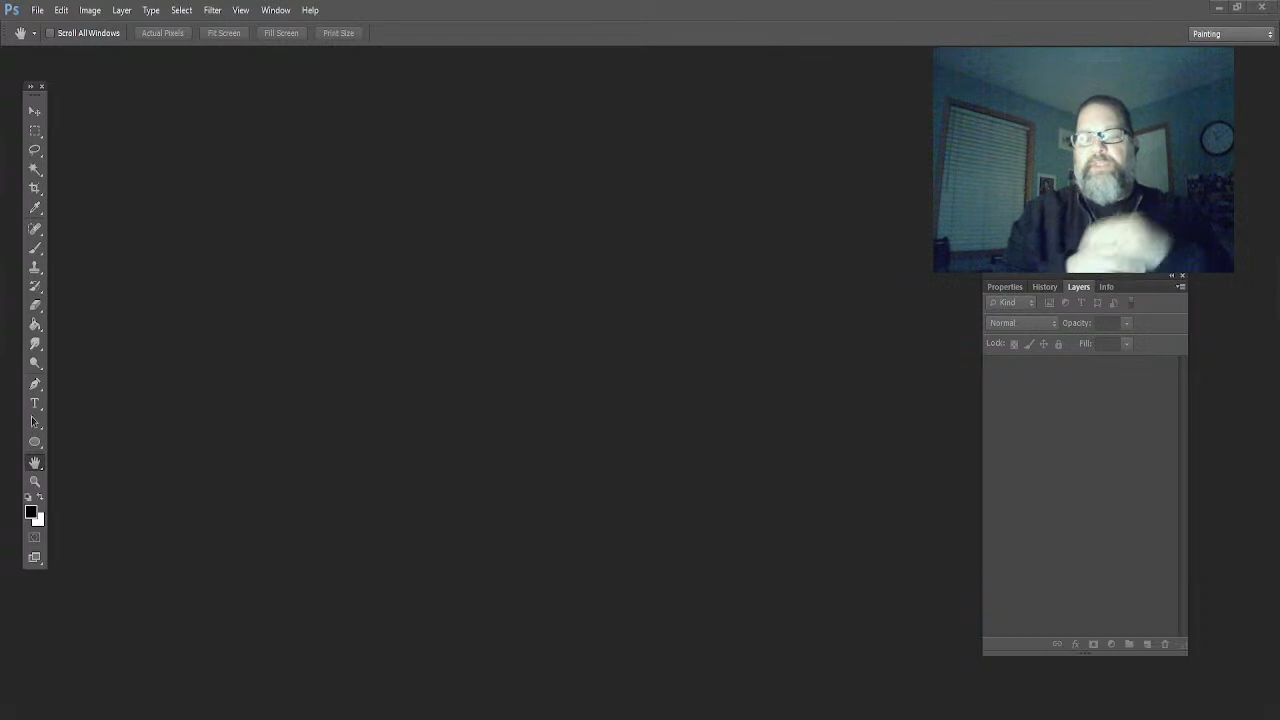 Ps File Edit Image Layer Type Select Filter View Window Help
Scroll All Windows Actual Pixels Fit Screen Fill Screen Print Size Painting
Properties History Layers Info
Kind
Normal Opacity:
Lock: Fill: